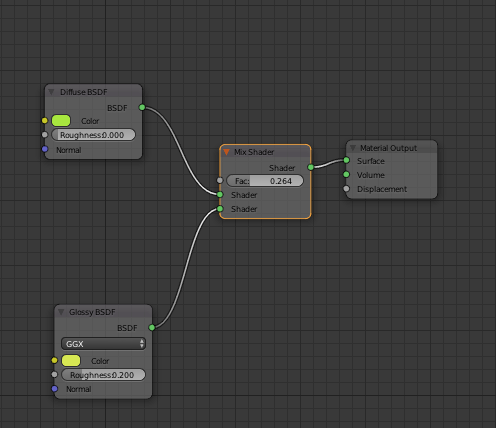 Diffuse BSDF
BSDF
Color
Roughness:0.000
Normal
Mix Shader
Shader
Fac: 0.264
Shader
Shader
Material Output
Surface
Volume
Displacement
Glossy BSDF
BSDF
GGX
Color
Roughness:0.200
Normal